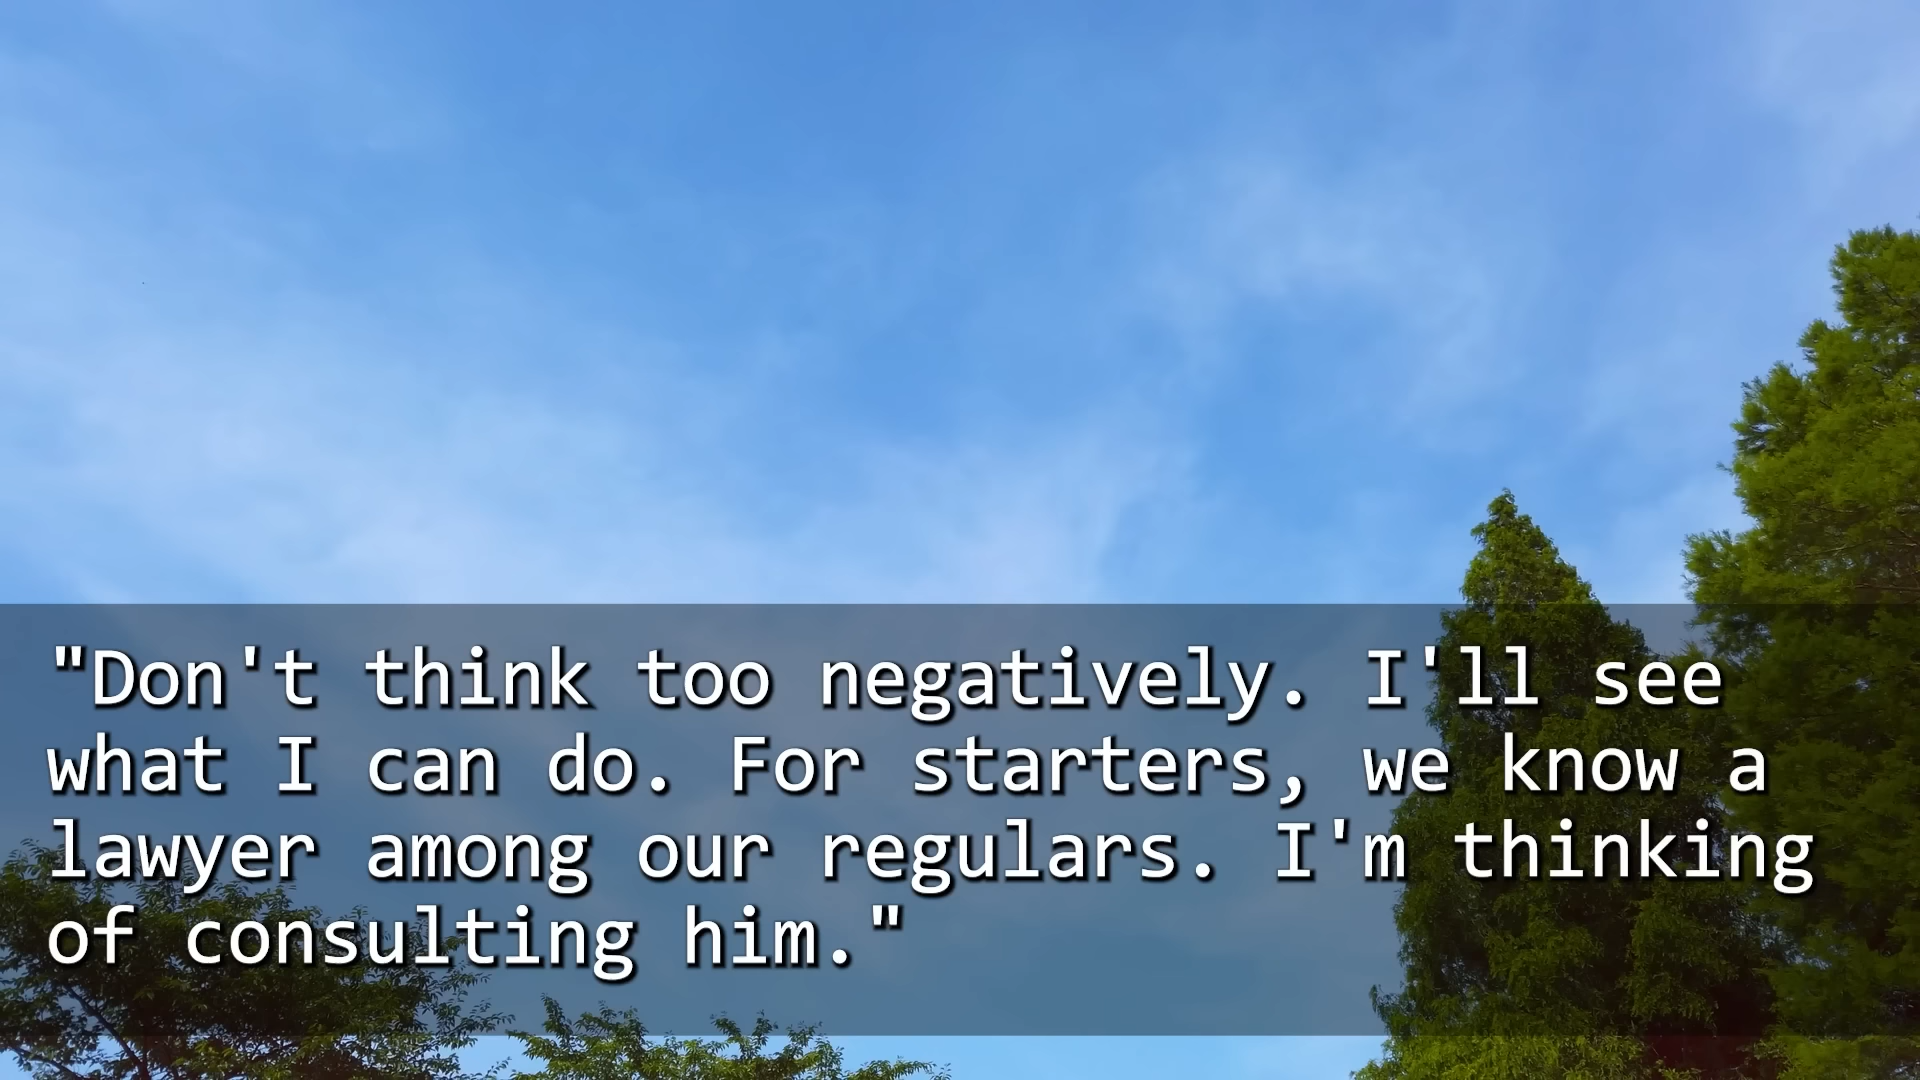 "Don't think too negatively. I'll see
what I can do. For starters, we know a
lawyer among our regulars. I'm thinking
of consulting him."